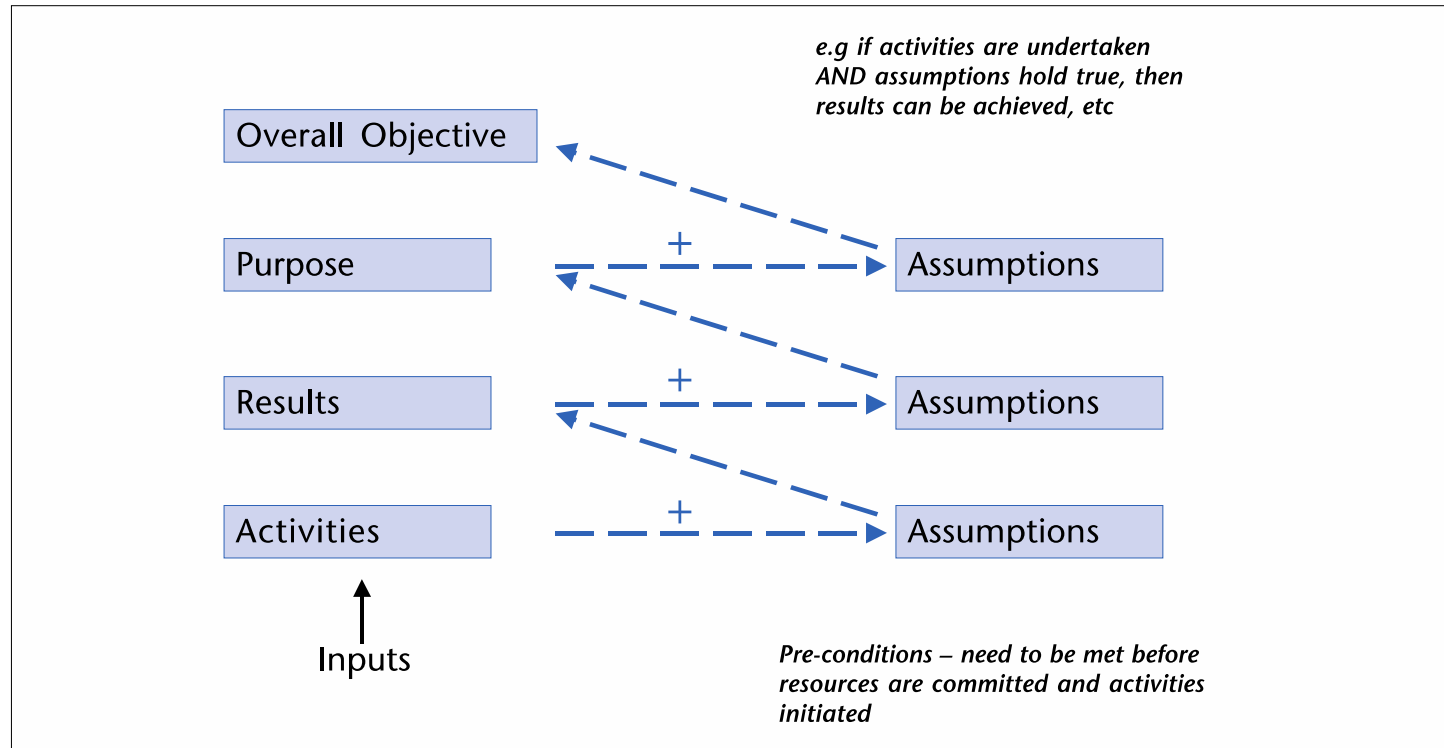 e.g if activities are undertaken
AND assumptions hold true, then
results can be achieved, etc
Overall Objective
+
Purpose
Assumptions
+
Results
Assumptions
+
Activities
Assumptions
Inputs
Pre-conditions – need to be met before
resources are committed and activities
initiated